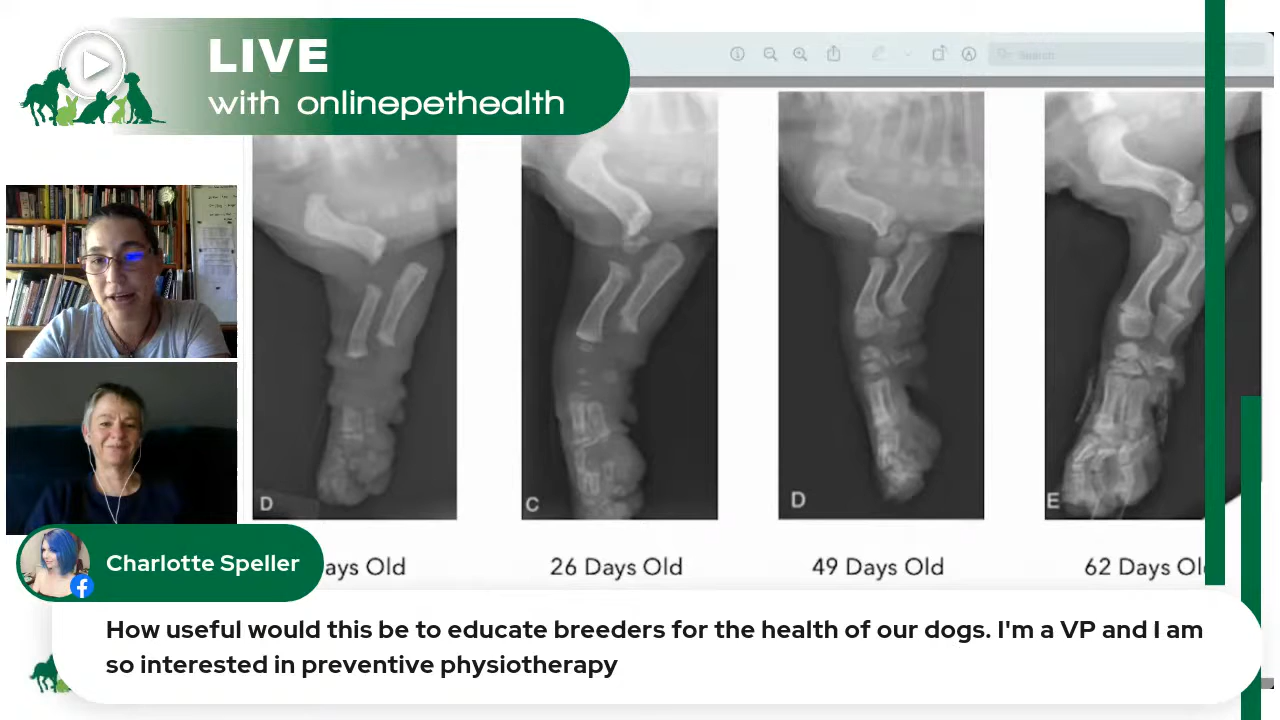 LIVE
with onlinepethealth
Search
D
C
D
E
ays Old
26 Days Old
49 Days Old
62 Days Ol
Charlotte Speller
How useful would this be to educate breeders for the health of our dogs. I'm a VP and I am
so interested in preventive physiotherapy